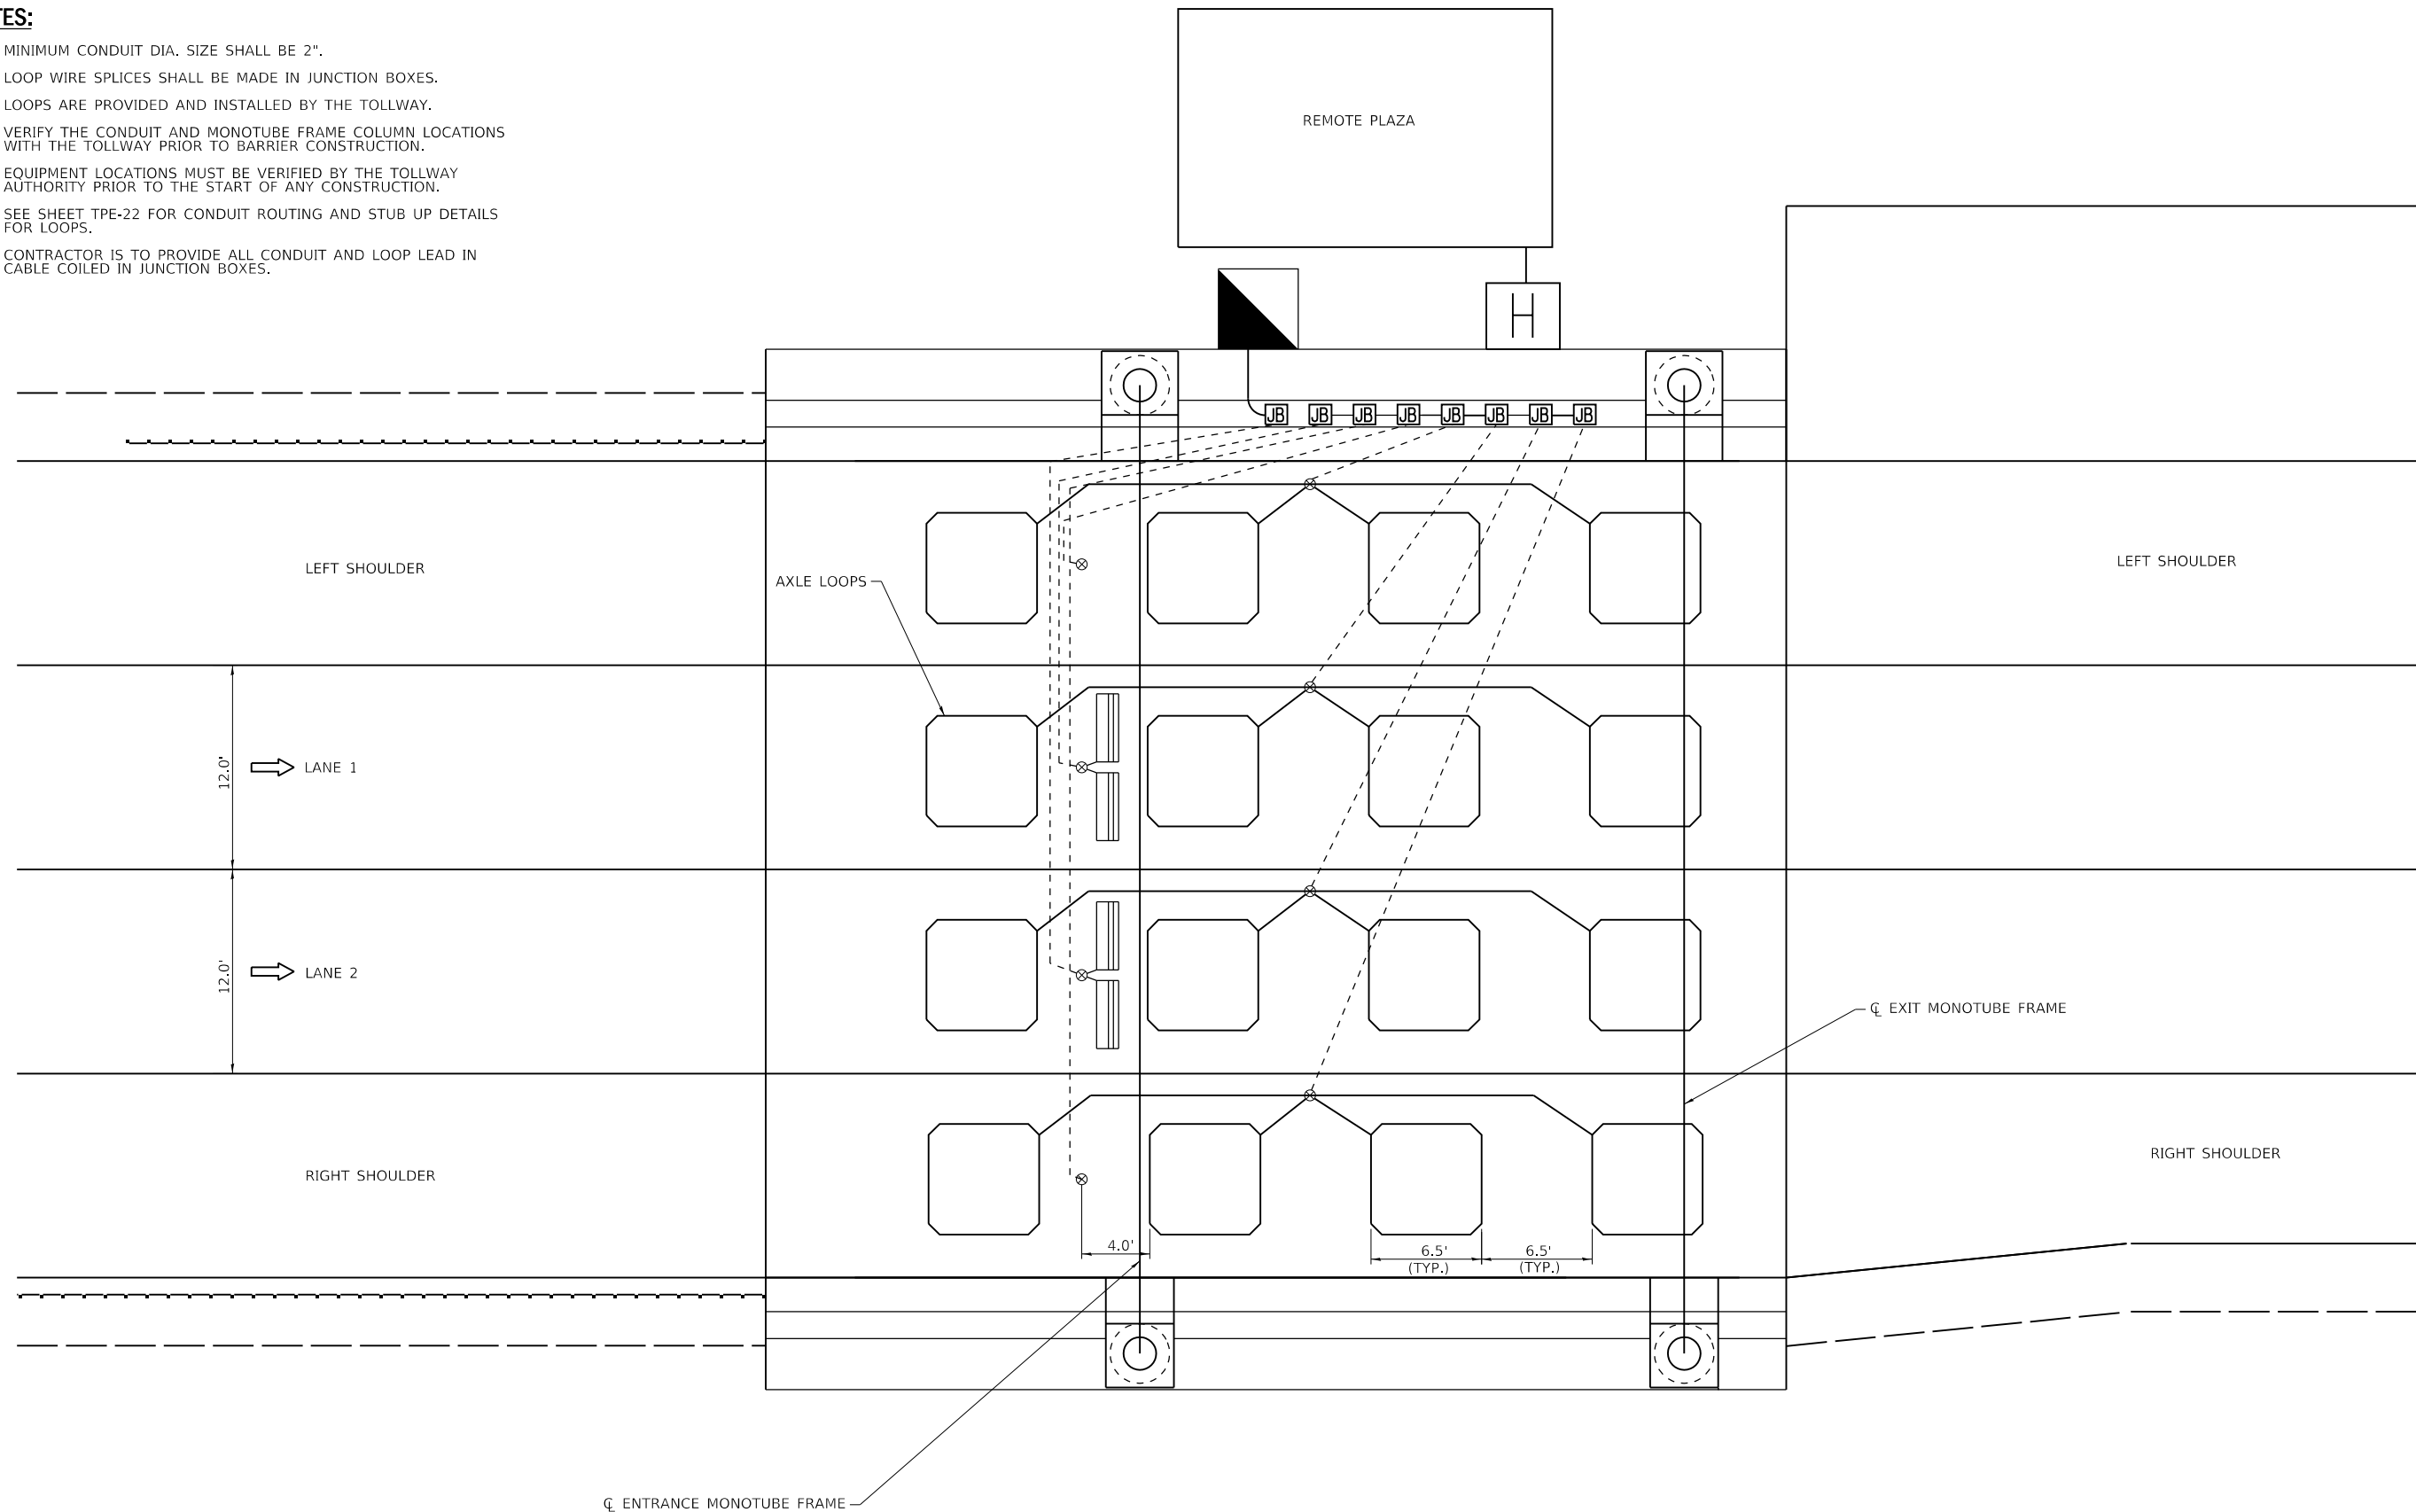 TES:
MINIMUM CONDUIT DIA. SIZE SHALL BE 2".
LOOP WIRE SPLICES SHALL BE MADE IN JUNCTION BOXES.
LOOPS ARE PROVIDED AND INSTALLED BY THE TOLLWAY.
VERIFY THE CONDUIT AND MONOTUBE FRAME COLUMN LOCATIONS
WITH THE TOLLWAY PRIOR TO BARRIER CONSTRUCTION.
EQUIPMENT LOCATIONS MUST BE VERIFIED BY THE TOLLWAY
AUTHORITY PRIOR TO THE START OF ANY CONSTRUCTION.
SEE SHEET TPE-22 FOR CONDUIT ROUTING AND STUB UP DETAILS
FOR LOOPS.
CONTRACTOR IS TO PROVIDE ALL CONDUIT AND LOOP LEAD IN
CABLE COILED IN JUNCTION BOXES.
REMOTE PLAZA
H
JB JB JB JB JB JB JB JB
LEFT SHOULDER
AXLE LOOPS
LEFT SHOULDER
12.0'
LANE 1
12.0'
LANE 2
℄ EXIT MONOTUBE FRAME
RIGHT SHOULDER
RIGHT SHOULDER
4.0'
6.5'
(TYP.)
6.5'
(TYP.)
℄ ENTRANCE MONOTUBE FRAME